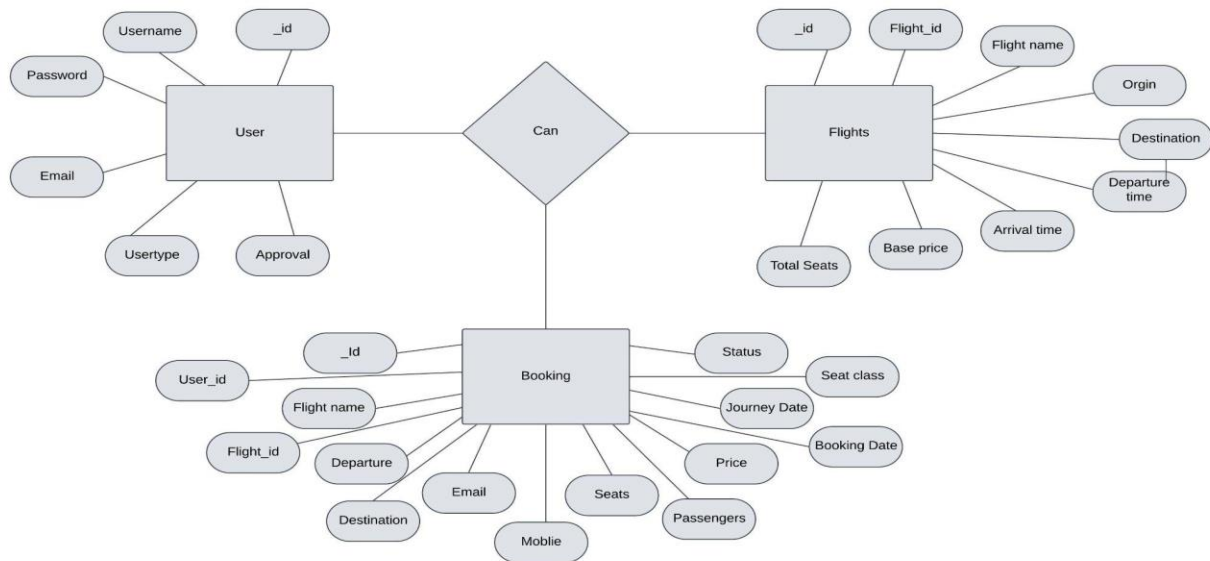 Username
_id
Password
User
Email
Usertype
Approval
Can
_id
Flight_id
Flight name
Orgin
Flights
Destination
Departure
time
Arrival time
Base price
Total Seats
_Id
User_id
Flight name
Flight_id
Departure
Destination
Email
Moblie
Booking
Status
Seat class
Journey Date
Booking Date
Price
Seats
Passengers